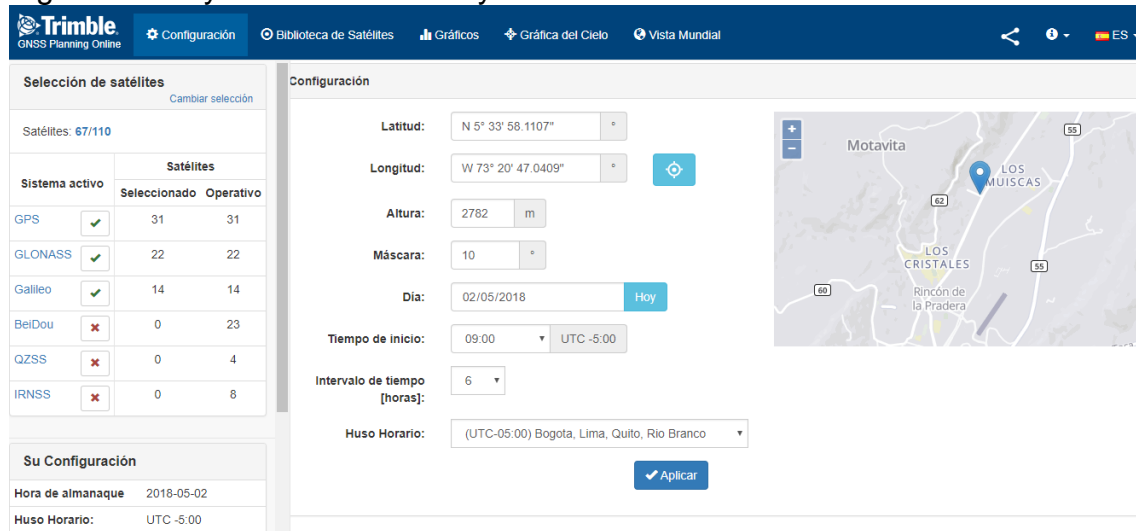 Trimble.
GNSS Planning Online
Configuración
Biblioteca de Satélites
Gráficos
Gráfica del Cielo
Vista Mundial
ES
Selección de satélites
Cambiar selección
Satélites: 67/110
Sistema activo
Satélites
Seleccionado Operativo
GPS 31 31
GLONASS 22 22
Galileo 14 14
BeiDou 0 23
QZSS 0 4
IRNSS 0 8
Su Configuración
Hora de almanaque 2018-05-02
Huso Horario: UTC -5:00
Configuración
Latitud: N 5° 33' 58.1107" °
Longitud: W 73° 20' 47.0409" °
Altura: 2782 m
Máscara: 10 °
Día: 02/05/2018 Hoy
Tiempo de inicio: 09:00 UTC -5:00
Intervalo de tiempo
[horas]: 6
Huso Horario: (UTC-05:00) Bogota, Lima, Quito, Rio Branco
Aplicar
+
−
55
Motavita
LOS
MUISCAS
62
LOS
CRISTALES
55
60
Rincón de
la Pradera